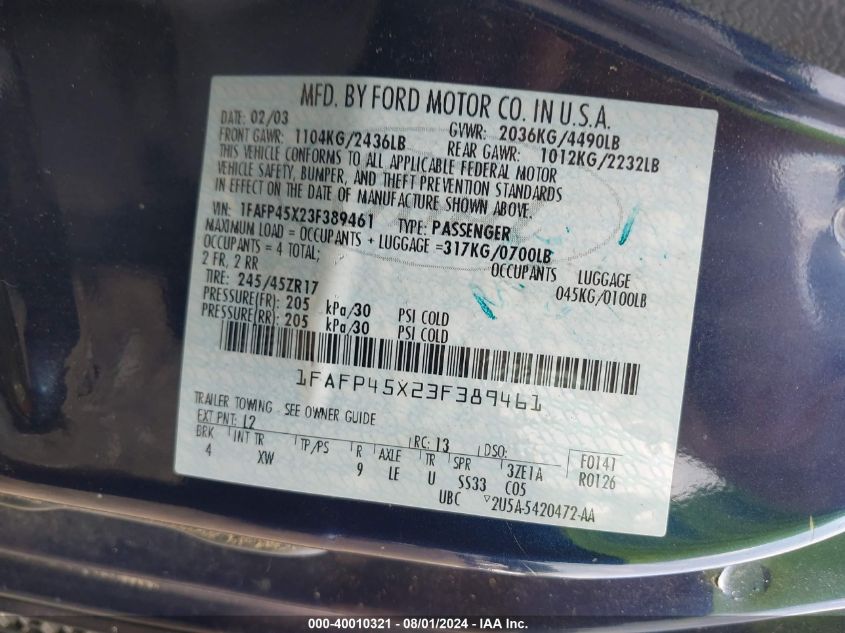 MFD. BY FORD MOTOR CO. IN U.S.A.
DATE: 02/03 GVWR: 2036KG/4490LB
FRONT GAWR: 1104KG/2436LB REAR GAWR: 1012KG/2232LB
THIS VEHICLE CONFORMS TO ALL APPLICABLE FEDERAL MOTOR
VEHICLE SAFETY, BUMPER, AND THEFT PREVENTION STANDARDS
IN EFFECT ON THE DATE OF MANUFACTURE SHOWN ABOVE.
VIN: 1FAFP45X23F389461 TYPE: PASSENGER
MAXIMUM LOAD = OCCUPANTS + LUGGAGE =317KG/0700LB
OCCUPANTS = 4 TOTAL; OCCUPANTS LUGGAGE
2 FR, 2 RR 045KG/0100LB
TIRE: 245/45ZR17
PRESSURE(FR): 205 kPa/30 PSI COLD
PRESSURE(RR): 205 kPa/30 PSI COLD
1FAFP45X23F389461
TRAILER TOWING - SEE OWNER GUIDE
EXT PNT: L2 RC: 13 DSO: F0141
BRK INT TR TP/PS R AXLE TR SPR 3ZE1A R0126
4 XW 9 LE U SS33 C05
UBC ▽2U5A-5420472-AA
000-40010321 - 08/01/2024 - IAA Inc.